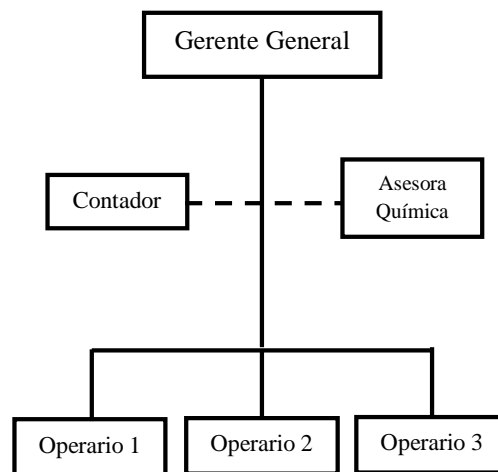 Gerente General
Contador
Asesora
Química
Operario 1
Operario 2
Operario 3